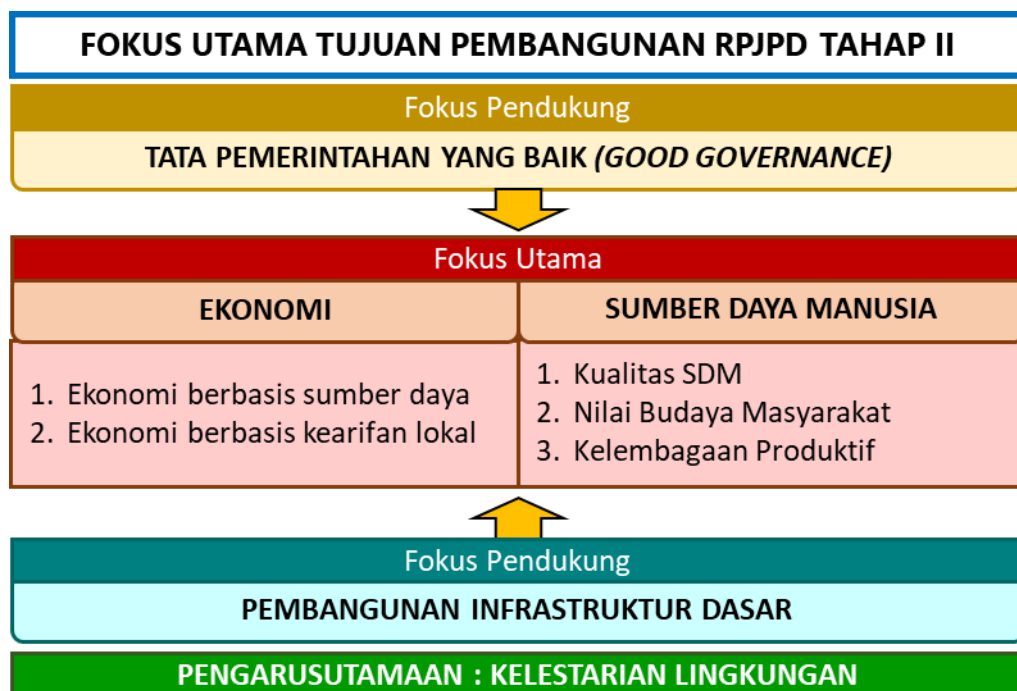 FOKUS UTAMA TUJUAN PEMBANGUNAN RPJPD TAHAP II
Fokus Pendukung
TATA PEMERINTAHAN YANG BAIK (GOOD GOVERNANCE)
Fokus Utama
EKONOMI
1. Ekonomi berbasis sumber daya
2. Ekonomi berbasis kearifan lokal
SUMBER DAYA MANUSIA
1. Kualitas SDM
2. Nilai Budaya Masyarakat
3. Kelembagaan Produktif
Fokus Pendukung
PEMBANGUNAN INFRASTRUKTUR DASAR
PENGARUSUTAMAAN : KELESTARIAN LINGKUNGAN